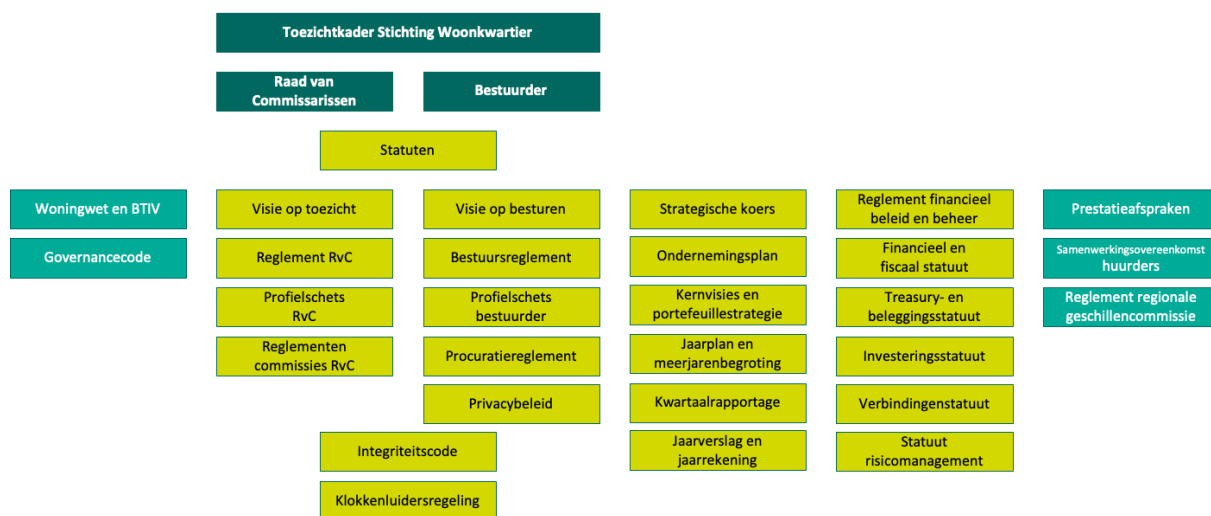 Toezichtkader Stichting Woonkwartier
Raad van
Commissarissen
Bestuurder
Statuten
Woningwet en BTIV
Visie op toezicht
Visie op besturen
Strategische koers
Reglement financieel
beleid en beheer
Prestatieafspraken
Governancecode
Reglement RvC
Bestuursreglement
Ondernemingsplan
Financieel en
fiscaal statuut
Samenwerkingsovereenkomst
huurders
Profielschets
RvC
Profielschets
bestuurder
Kernvisies en
portefeuillestrategie
Treasury- en
beleggingsstatuut
Reglement regionale
geschillencommissie
Reglementen
commissies RvC
Procuratiereglement
Jaarplan en
meerjarenbegroting
Investeringsstatuut
Privacybeleid
Kwartaalrapportage
Verbindingenstatuut
Integriteitscode
Jaarverslag en
jaarrekening
Statuut
risicomanagement
Klokkenluidersregeling